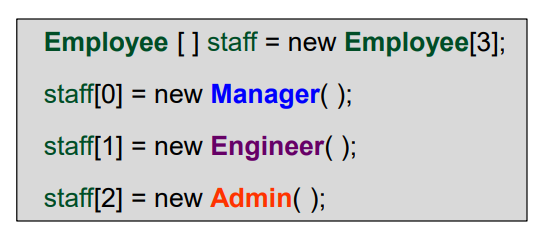 Employee [ ] staff = new Employee[3];
staff[0] = new Manager( );
staff[1] = new Engineer( );
staff[2] = new Admin( );